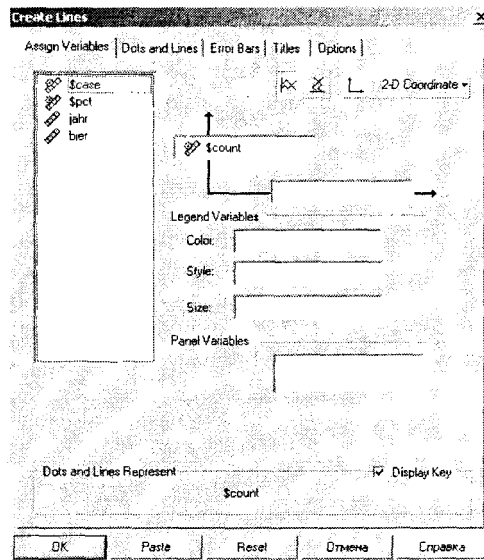 Create Lines
Assign Variables Dots and Lines Error Bars Titles Options
$case
$pct
jahr
bier
2-D Coordinate
$count
Legend Variables
Color:
Style:
Size:
Panel Variables
Dots and Lines Represent
Display Key
$count
OK Paste Reset Отмена Справка